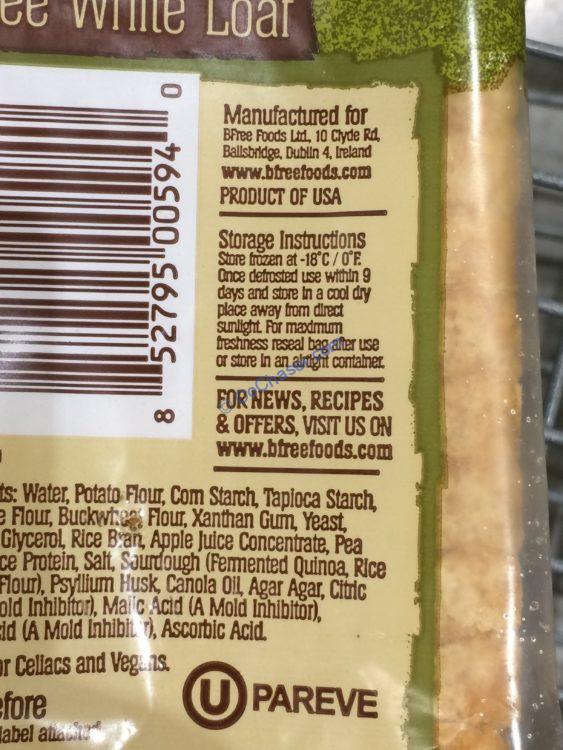 ee White Loaf
Manufactured for
BFree Foods Ltd., 10 Clyde Rd,
Ballsbridge, Dublin 4, Ireland
www.bfreefoods.com
PRODUCT OF USA
Storage Instructions
Store frozen at -18°C / 0°F.
Once defrosted use within 9
days and store in a cool dry
place away from direct
sunlight. For maximum
freshness reseal bag after use
or store in an airtight container.
FOR NEWS, RECIPES
& OFFERS, VISIT US ON
www.bfreefoods.com
8 52795 00594 0
ts: Water, Potato Flour, Corn Starch, Tapioca Starch,
e Flour, Buckwheat Flour, Xanthan Gum, Yeast,
Glycerol, Rice Bran, Apple Juice Concentrate, Pea
ce Protein, Salt, Sourdough (Fermented Quinoa, Rice
Flour), Psyllium Husk, Canola Oil, Agar Agar, Citric
old Inhibitor), Malic Acid (A Mold Inhibitor),
id (A Mold Inhibitor), Ascorbic Acid.
or Celiacs and Vegans.
efore
label attached
U PAREVE